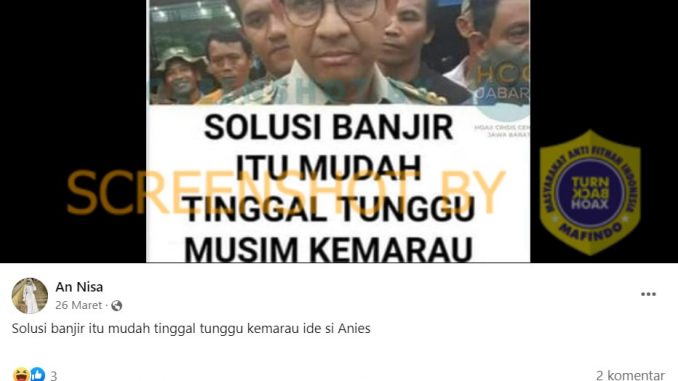 HCC
JABAR
HOAX CRISIS CENTER
JAWA BARAT
SOLUSI BANJIR
ITU MUDAH
TINGGAL TUNGGU
MUSIM KEMARAU
SCREENSHOT BY
MASYARAKAT ANTI FITNAH INDONESIA
TURN
BACK
HOAX
MAFINDO
An Nisa
26 Maret ·
Solusi banjir itu mudah tinggal tunggu kemarau ide si Anies
3
2 komentar